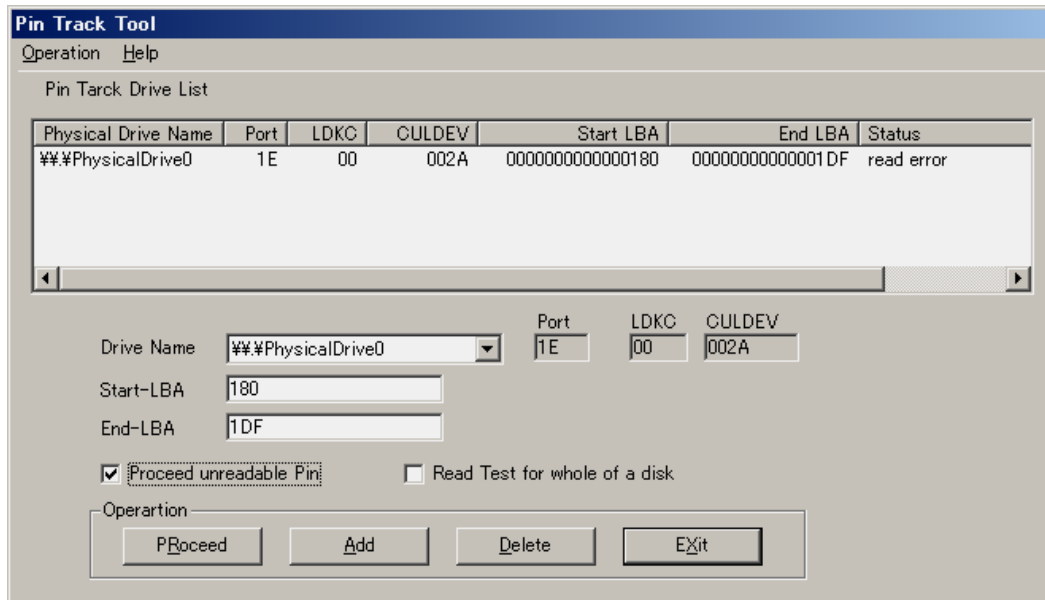 Pin Track Tool
Operation Help
Pin Tarck Drive List
Physical Drive Name Port LDKC CULDEV Start LBA End LBA Status
¥¥.¥PhysicalDrive0 1E 00 002A 0000000000000180 00000000000001DF read error
Port LDKC CULDEV
Drive Name ¥¥.¥PhysicalDrive0 1E 00 002A
Start-LBA 180
End-LBA 1DF
Proceed unreadable Pin Read Test for whole of a disk
Operartion
PRoceed Add Delete EXit